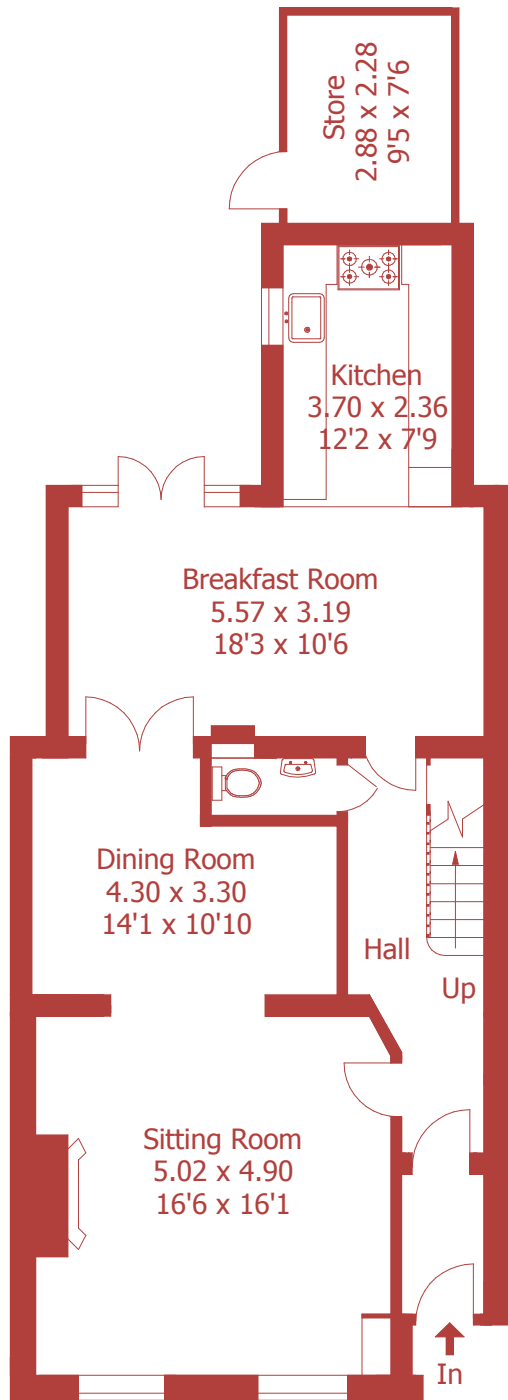 Store
2.88 x 2.28
9'5 x 7'6
Kitchen
3.70 x 2.36
12'2 x 7'9
Breakfast Room
5.57 x 3.19
18'3 x 10'6
Dining Room
4.30 x 3.30
14'1 x 10'10
Hall
Up
Sitting Room
5.02 x 4.90
16'6 x 16'1
In